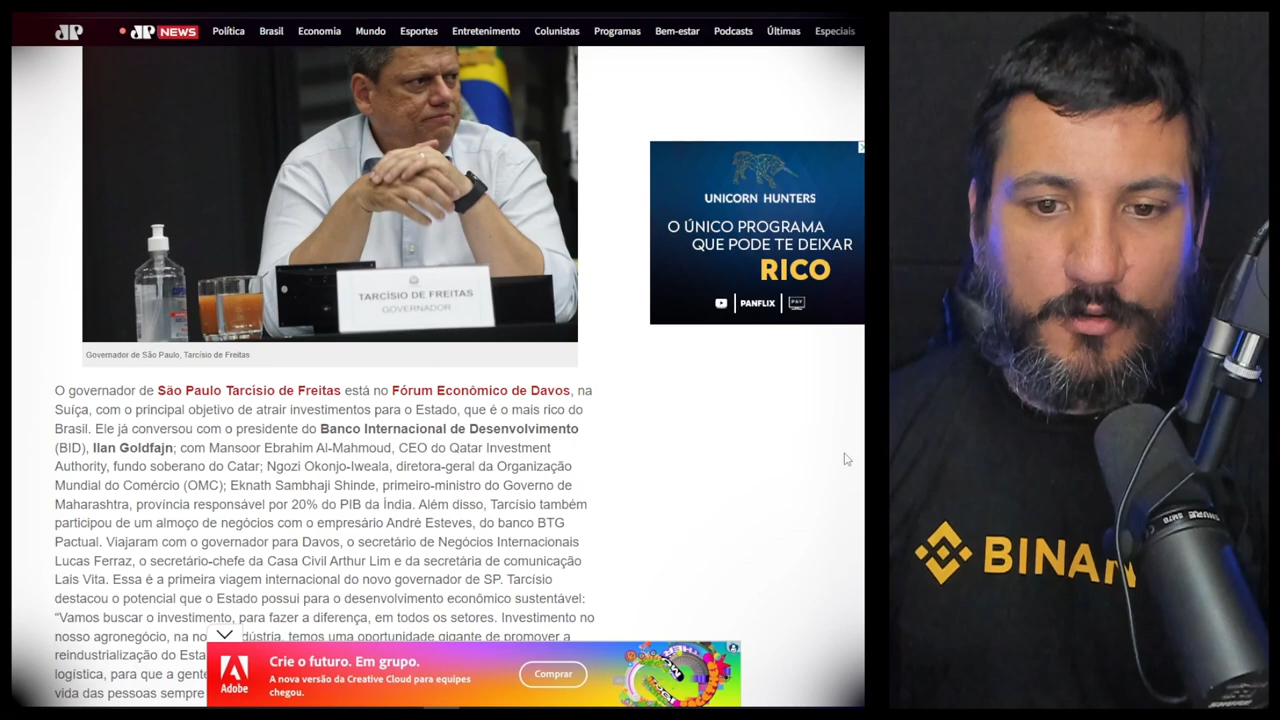 JP
JP NEWS
Política
Brasil
Economia
Mundo
Esportes
Entretenimento
Colunistas
Programas
Bem-estar
Podcasts
Últimas
Especiais
TARCÍSIO DE FREITAS
GOVERNADOR
Governador de São Paulo, Tarcísio de Freitas
UNICORN HUNTERS
O ÚNICO PROGRAMA
QUE PODE TE DEIXAR
RICO
PANFLIX
O governador de São Paulo Tarcísio de Freitas está no Fórum Econômico de Davos, na
Suíça, com o principal objetivo de atrair investimentos para o Estado, que é o mais rico do
Brasil. Ele já conversou com o presidente do Banco Internacional de Desenvolvimento
(BID), Ilan Goldfajn; com Mansoor Ebrahim Al-Mahmoud, CEO do Qatar Investment
Authority, fundo soberano do Catar; Ngozi Okonjo-Iweala, diretora-geral da Organização
Mundial do Comércio (OMC); Eknath Sambhaji Shinde, primeiro-ministro do Governo de
Maharashtra, província responsável por 20% do PIB da Índia. Além disso, Tarcísio também
participou de um almoço de negócios com o empresário André Esteves, do banco BTG
Pactual. Viajaram com o governador para Davos, o secretário de Negócios Internacionais
Lucas Ferraz, o secretário-chefe da Casa Civil Arthur Lim e da secretária de comunicação
Lais Vita. Essa é a primeira viagem internacional do novo governador de SP. Tarcísio
destacou o potencial que o Estado possui para o desenvolvimento econômico sustentável:
“Vamos buscar o investimento, para fazer a diferença, em todos os setores. Investimento no
nosso agronegócio, na no dústria, temos uma oportunidade gigante de promover a
reindustrialização do Esta
logística, para que a gente
vida das pessoas sempre
Adobe
Crie o futuro. Em grupo.
A nova versão da Creative Cloud para equipes
chegou.
Comprar
BINAN
SHURE SM7B